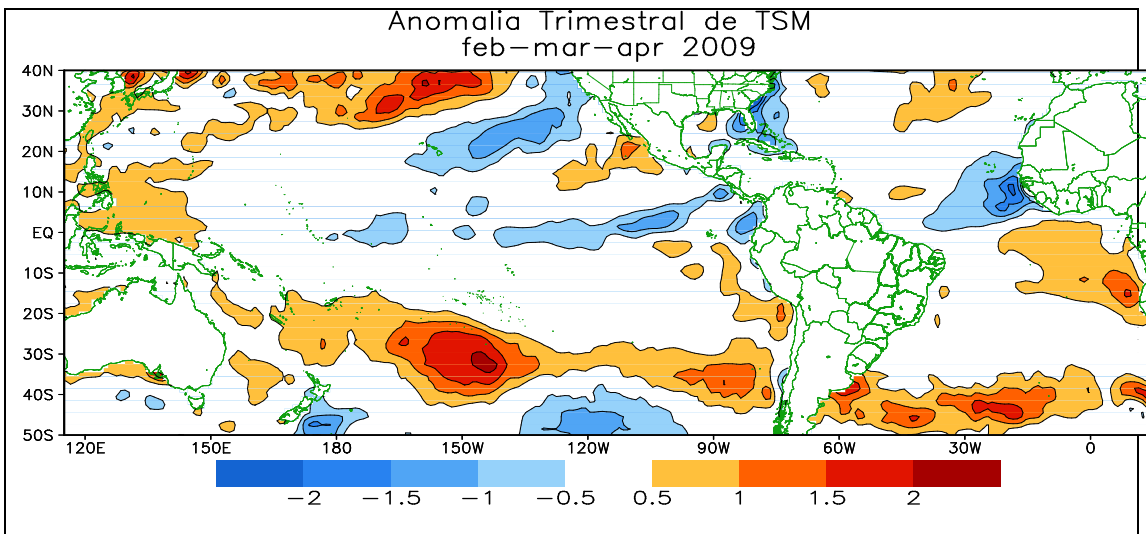 Anomalia Trimestral de TSM
feb-mar-apr 2009
40N
30N
20N
10N
EQ
10S
20S
30S
40S
50S
120E 150E 180 150W 120W 90W 60W 30W 0
-2 -1.5 -1 -0.5 0.5 1 1.5 2